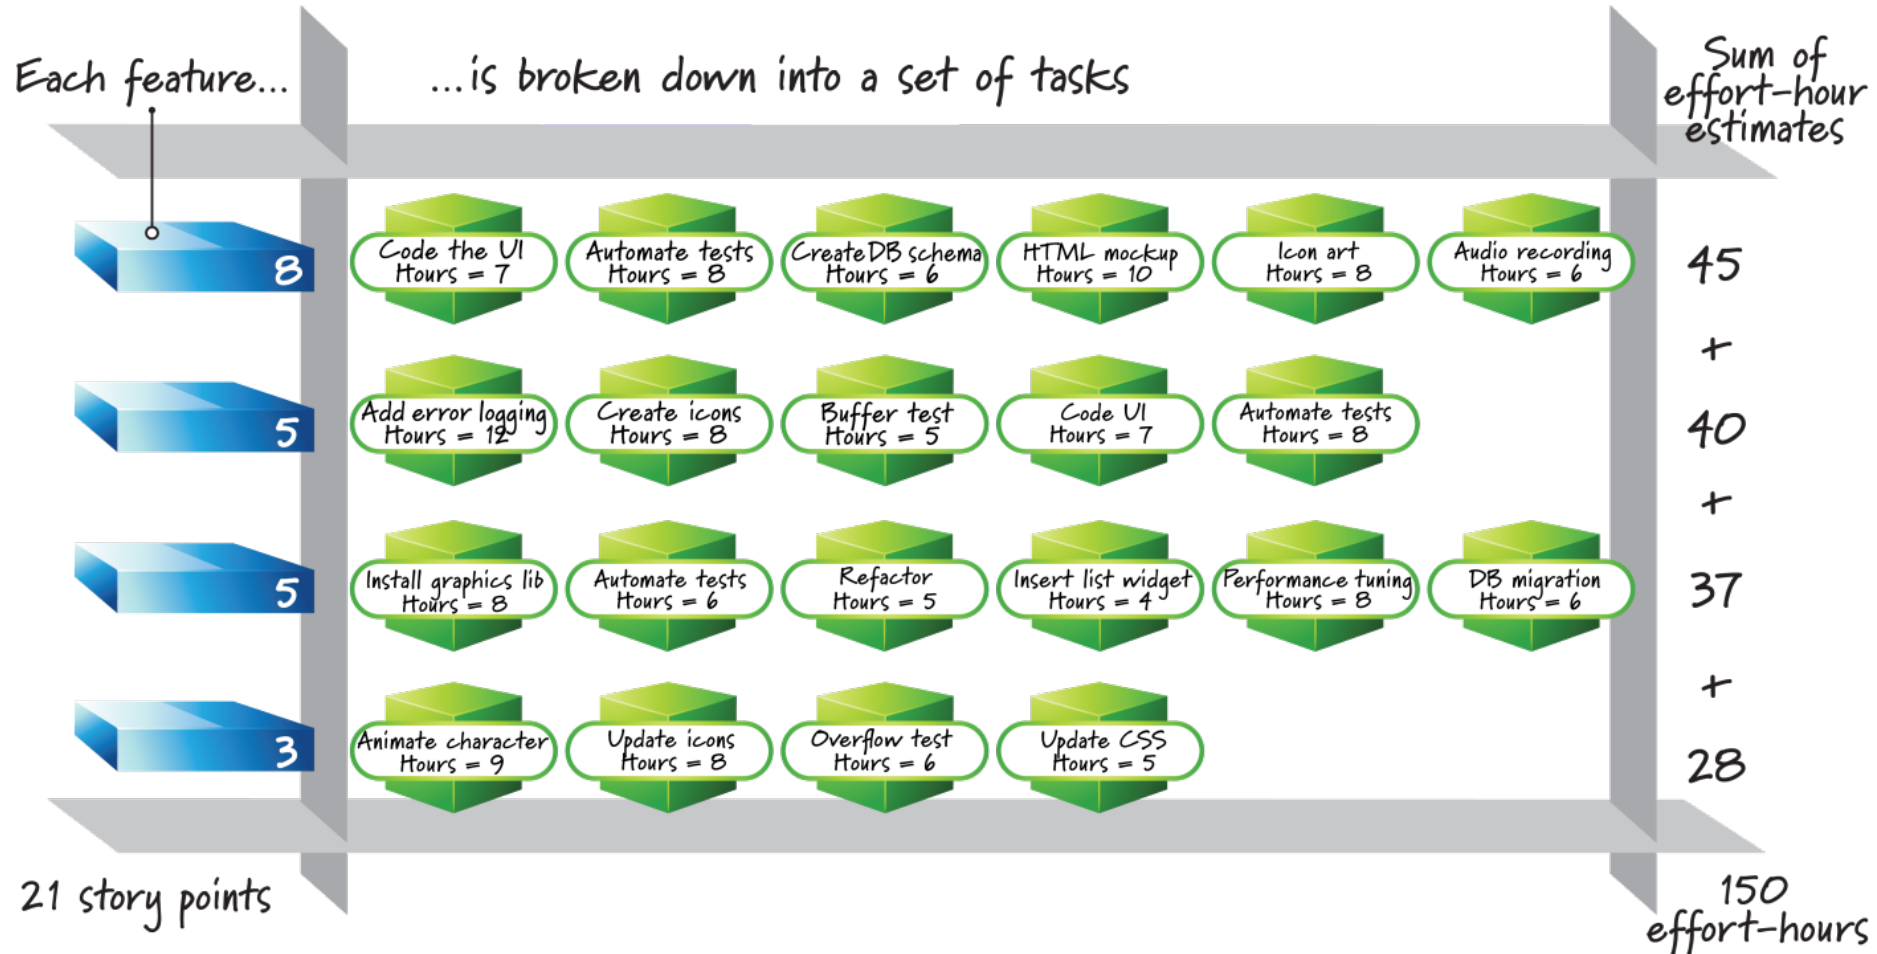 Each feature...
...is broken down into a set of tasks
Sum of
effort-hour
estimates
8
Code the UI
Hours = 7
Automate tests
Hours = 8
Create DB schema
Hours = 6
HTML mockup
Hours = 10
Icon art
Hours = 8
Audio recording
Hours = 6
45
+
5
Add error logging
Hours = 12
Create icons
Hours = 8
Buffer test
Hours = 5
Code UI
Hours = 7
Automate tests
Hours = 8
40
+
5
Install graphics lib
Hours = 8
Automate tests
Hours = 6
Refactor
Hours = 5
Insert list widget
Hours = 4
Performance tuning
Hours = 8
DB migration
Hours = 6
37
+
3
Animate character
Hours = 9
Update icons
Hours = 8
Overflow test
Hours = 6
Update CSS
Hours = 5
28
21 story points
150
effort-hours